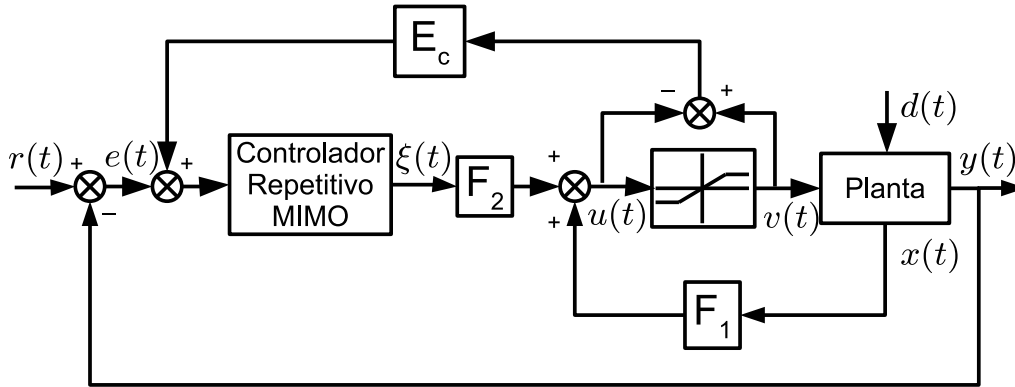 E_c
− +
d(t)
r(t) + e(t) + Controlador Repetitivo MIMO ξ(t) F_2 + + u(t) v(t) Planta y(t)
−
x(t)
F_1